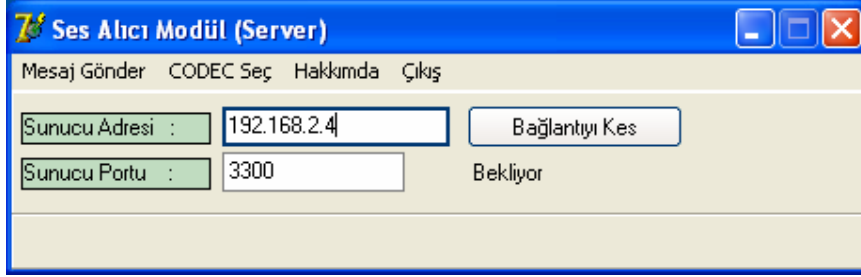 Ses Alıcı Modül (Server)
Mesaj Gönder CODEC Seç Hakkımda Çıkış
Sunucu Adresi : 192.168.2.4 Bağlantıyı Kes
Sunucu Portu : 3300 Bekliyor